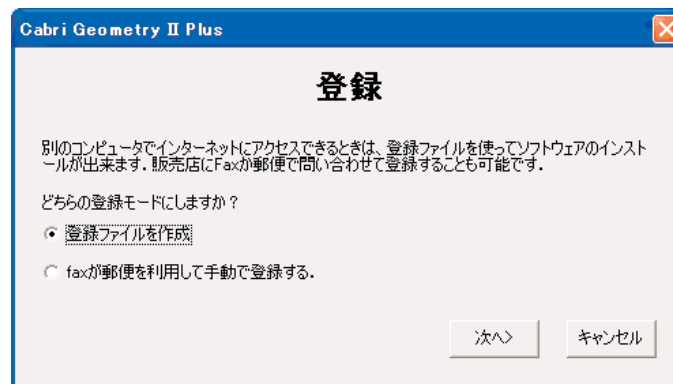 Cabri Geometry II Plus
登録
別のコンピュータでインターネットにアクセスできるときは、登録ファイルを使ってソフトウェアのインスト
ールが出来ます．販売店にFaxか郵便で問い合わせて登録することも可能です．
どちらの登録モードにしますか？
登録ファイルを作成
faxか郵便を利用して手動で登録する．
次へ>
キャンセル